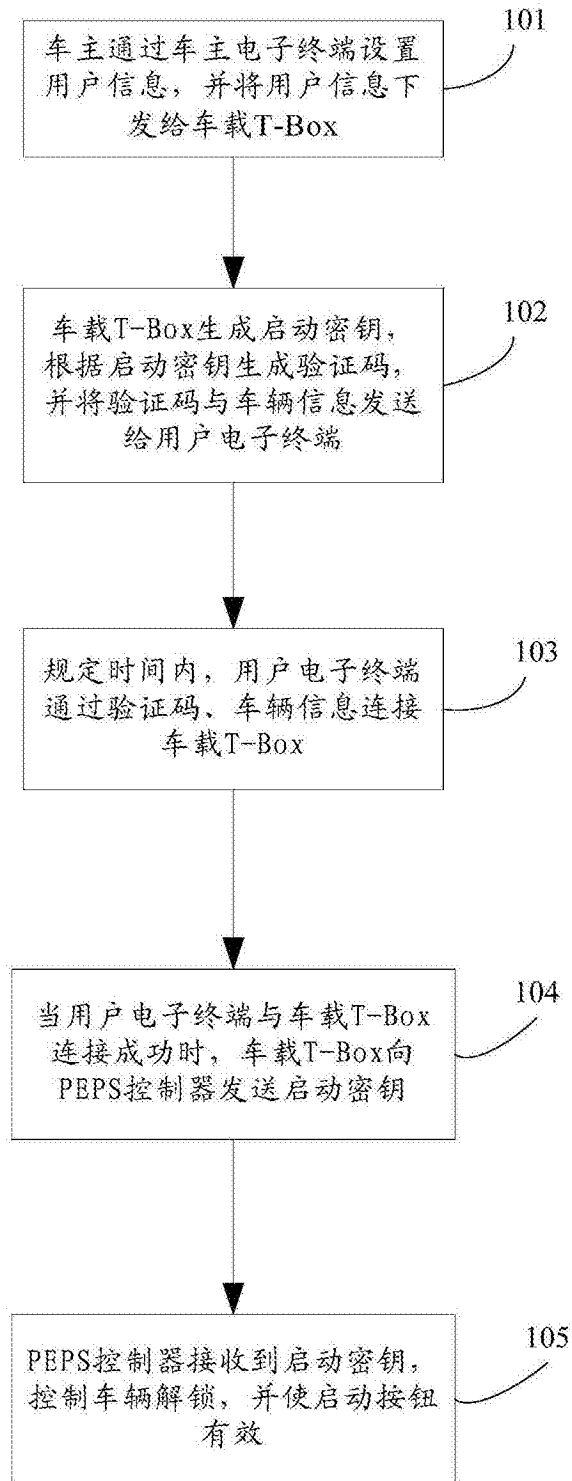 101
车主通过车主电子终端设置
用户信息，并将用户信息下
发给车载T-Box
102
车载T-Box生成启动密钥，
根据启动密钥生成验证码，
并将验证码与车辆信息发送
给用户电子终端
103
规定时间内，用户电子终端
通过验证码、车辆信息连接
车载T-Box
104
当用户电子终端与车载T-Box
连接成功时，车载T-Box向
PEPS控制器发送启动密钥
105
PEPS控制器接收到启动密钥，
控制车辆解锁，并使启动按钮
有效